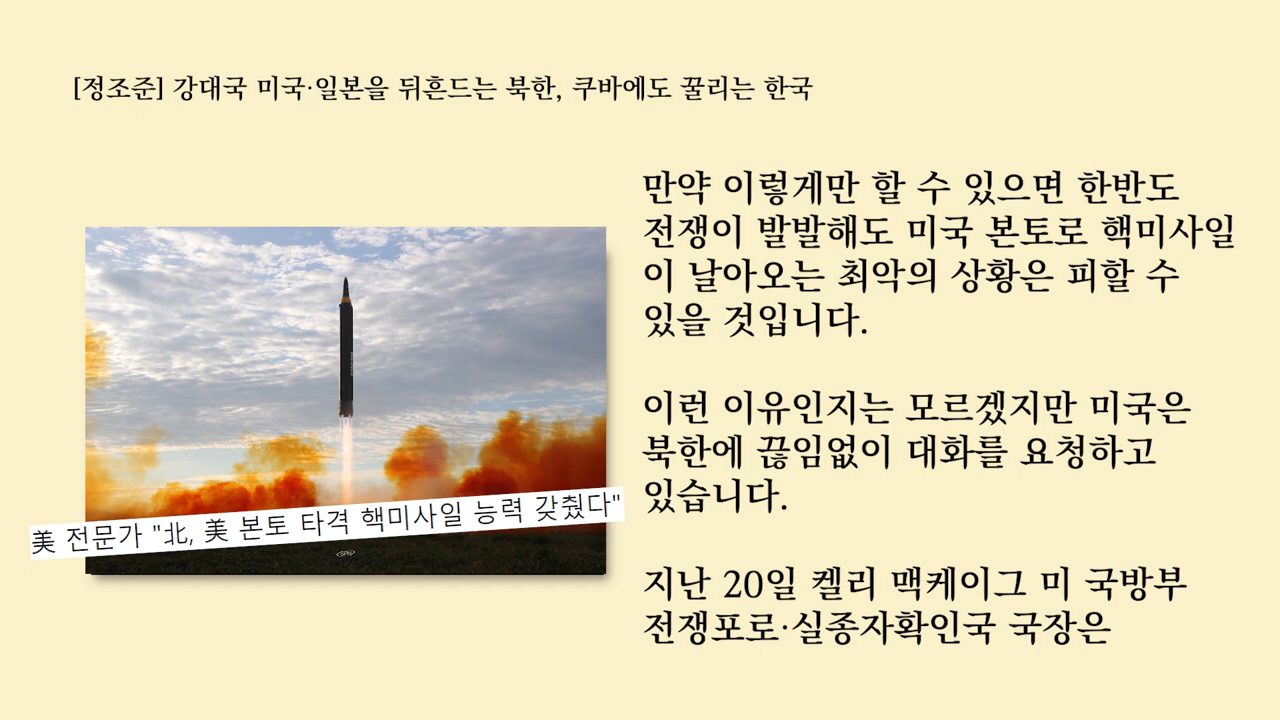 [정조준] 강대국 미국·일본을 뒤흔드는 북한, 쿠바에도 꿀리는 한국
만약 이렇게만 할 수 있으면 한반도
전쟁이 발발해도 미국 본토로 핵미사일
이 날아오는 최악의 상황은 피할 수
있을 것입니다.
이런 이유인지는 모르겠지만 미국은
북한에 끊임없이 대화를 요청하고
있습니다.
지난 20일 켈리 맥케이그 미 국방부
전쟁포로·실종자확인국 국장은
美 전문가 "北, 美 본토 타격 핵미사일 능력 갖췄다"
SPN